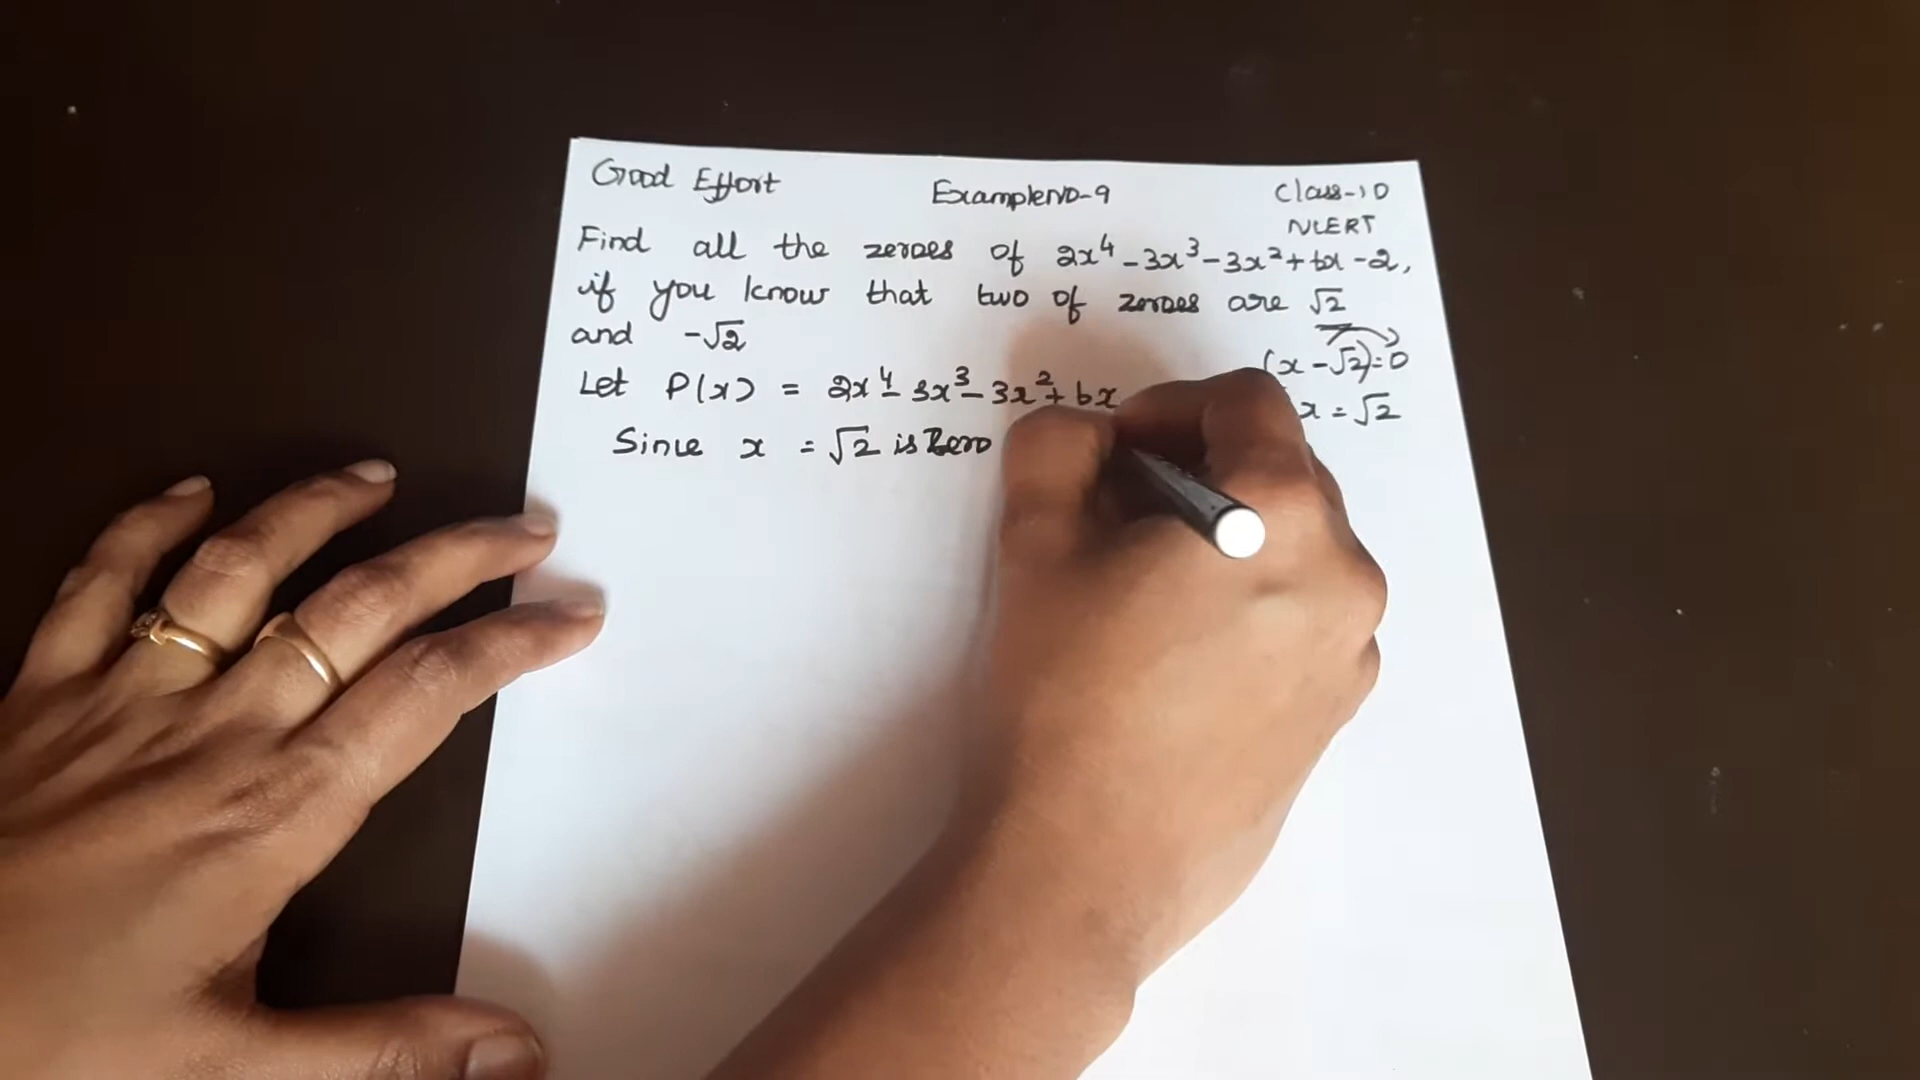 Good Effort
Example NO-9
Class-10
NCERT
Find all the zeroes of 2x⁴-3x³-3x²+6x-2,
if you know that two of zeroes are √2
and -√2
(x-√2)=0
Let P(x) = 2x⁴-3x³-3x²+6x
x=√2
Since x = √2 is Zero